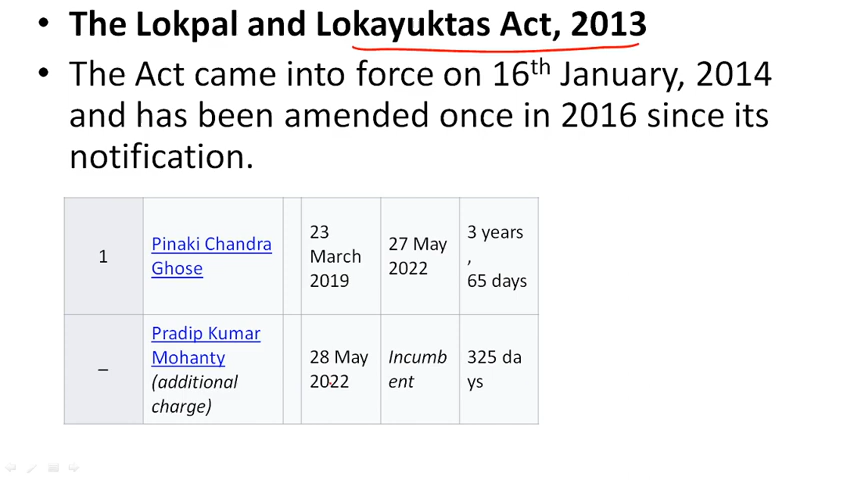 • The Lokpal and Lokayuktas Act, 2013
• The Act came into force on 16th January, 2014
and has been amended once in 2016 since its
notification.
1
Pinaki Chandra
Ghose
23
March
2019
27 May
2022
3 years
,
65 days
–
Pradip Kumar
Mohanty
(additional
charge)
28 May
2022
Incumb
ent
325 da
ys